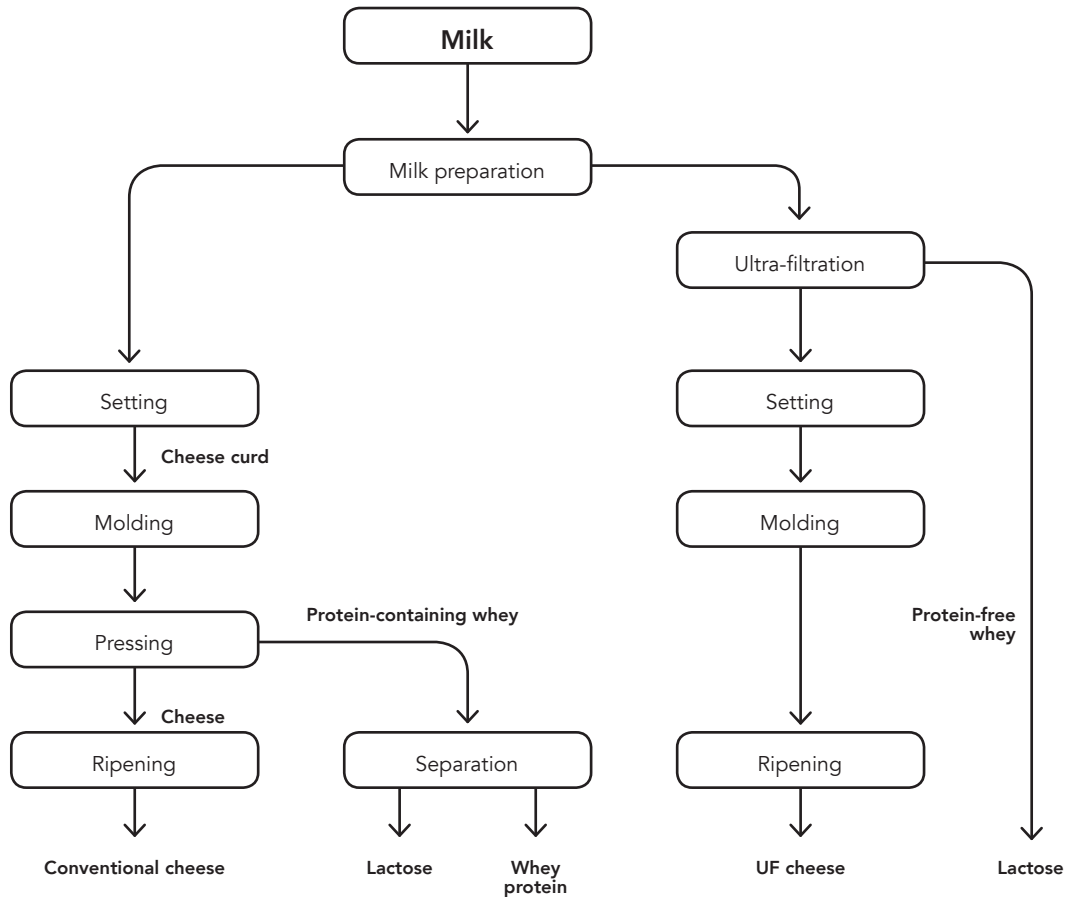 Milk
Milk preparation
Ultra-filtration
Setting
Setting
Cheese curd
Molding
Molding
Protein-containing whey
Protein-free
whey
Pressing
Cheese
Ripening
Separation
Ripening
Conventional cheese
Lactose
Whey
protein
UF cheese
Lactose